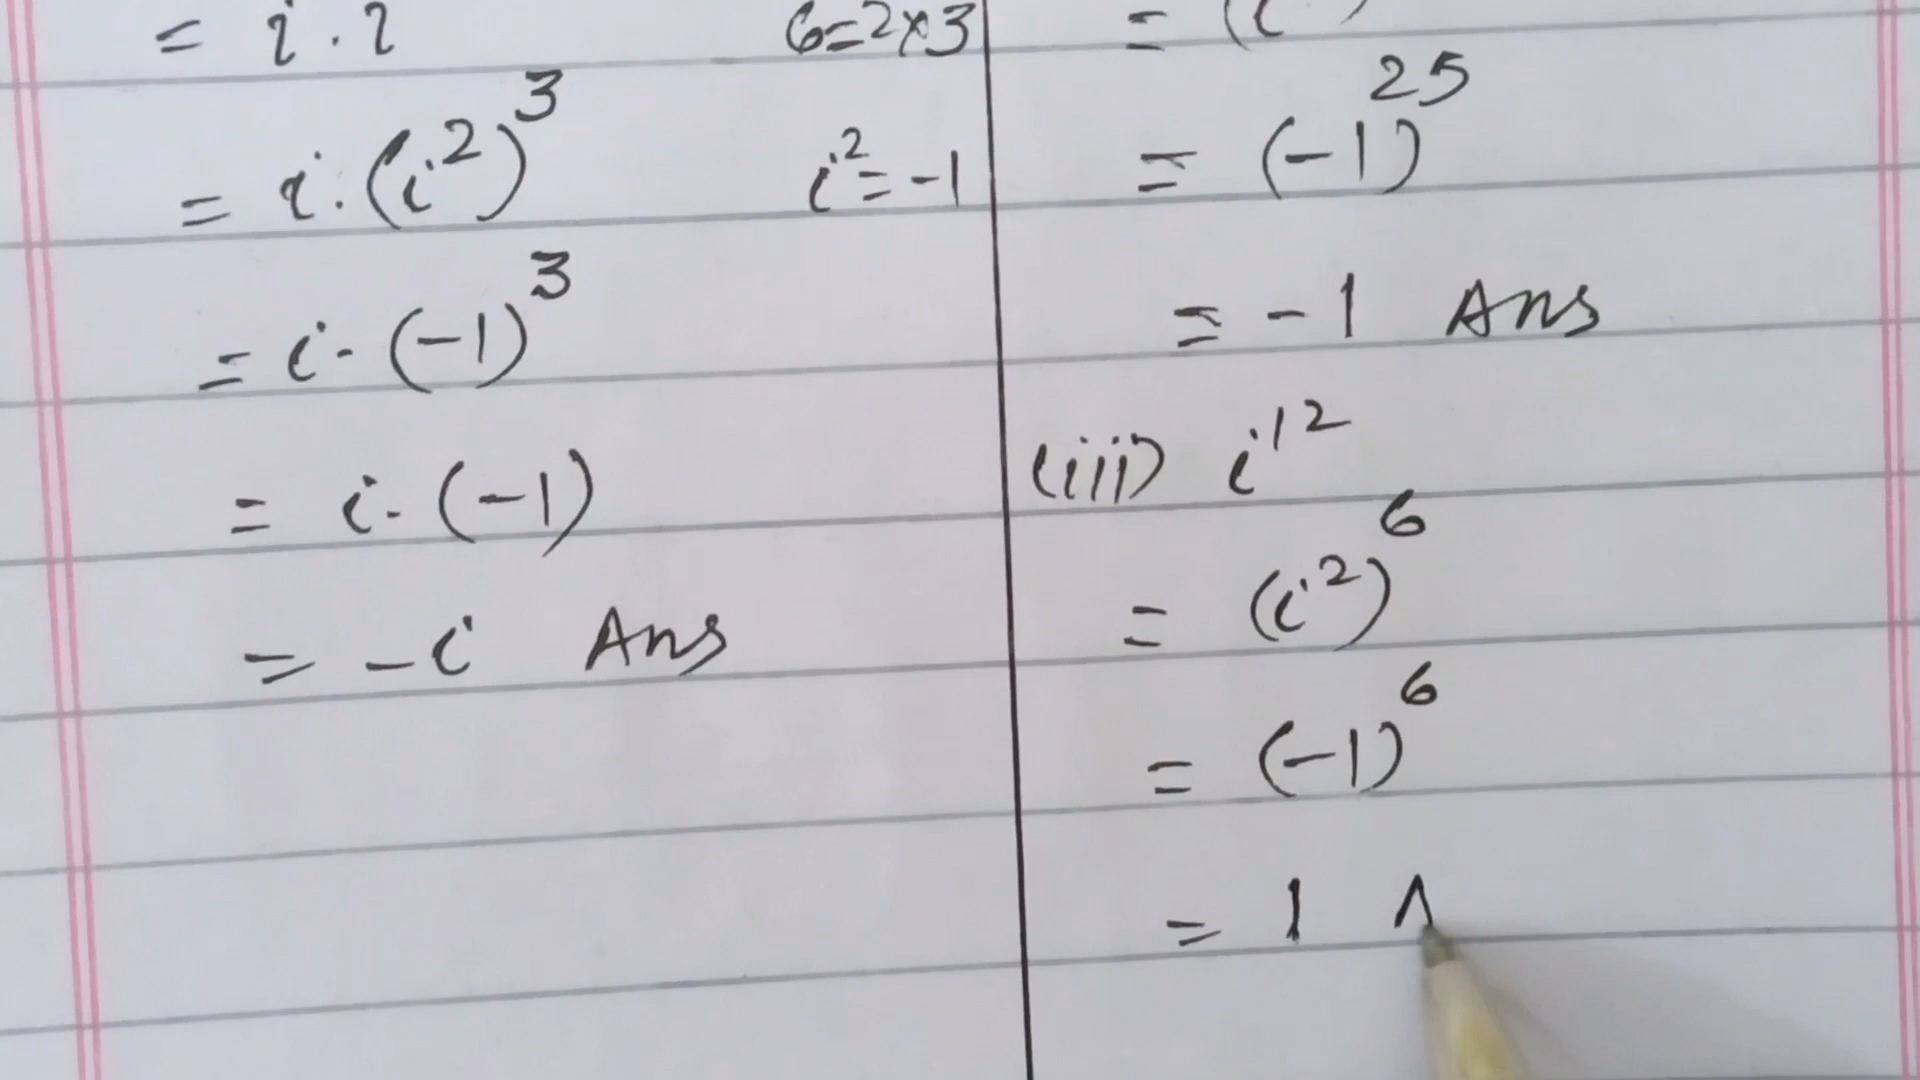 = i . i
6=2×3
= i.(i²)³
i²=-1
= i. (-1)³
= i. (-1)
= -i Ans
= (i
= (-1)²⁵
= -1 Ans
(iii) i¹²
= (i²)⁶
= (-1)⁶
= 1